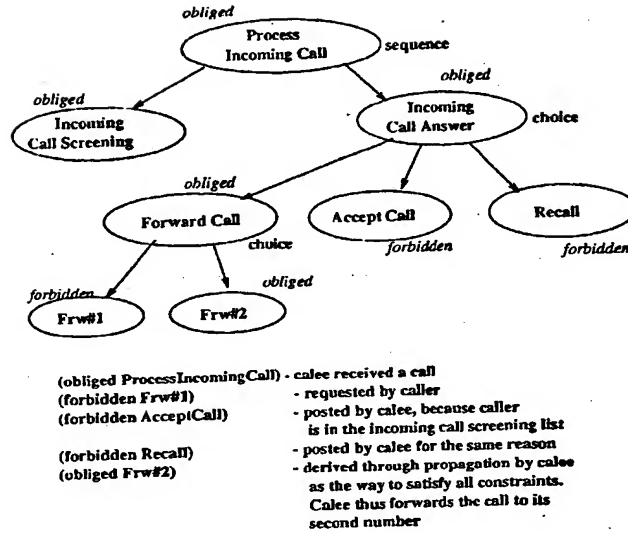 obliged
Process
Incoming Call
sequence
obliged
obliged
Incoming
Call Screening
Incoming
Call Answer
choice
obliged
Forward Call
choice
Accept Call
forbidden
Recall
forbidden
forbidden
Frw#1
obliged
Frw#2
(obliged ProcessIncomingCall) - calee received a call
(forbidden Frw#1) - requested by caller
(forbidden AcceptCall) - posted by calee, because caller
is in the incoming call screening list
(forbidden Recall) - posted by calee for the same reason
(obliged Frw#2) - derived through propagation by calee
as the way to satisfy all constraints.
Calee thus forwards the call to its
second number